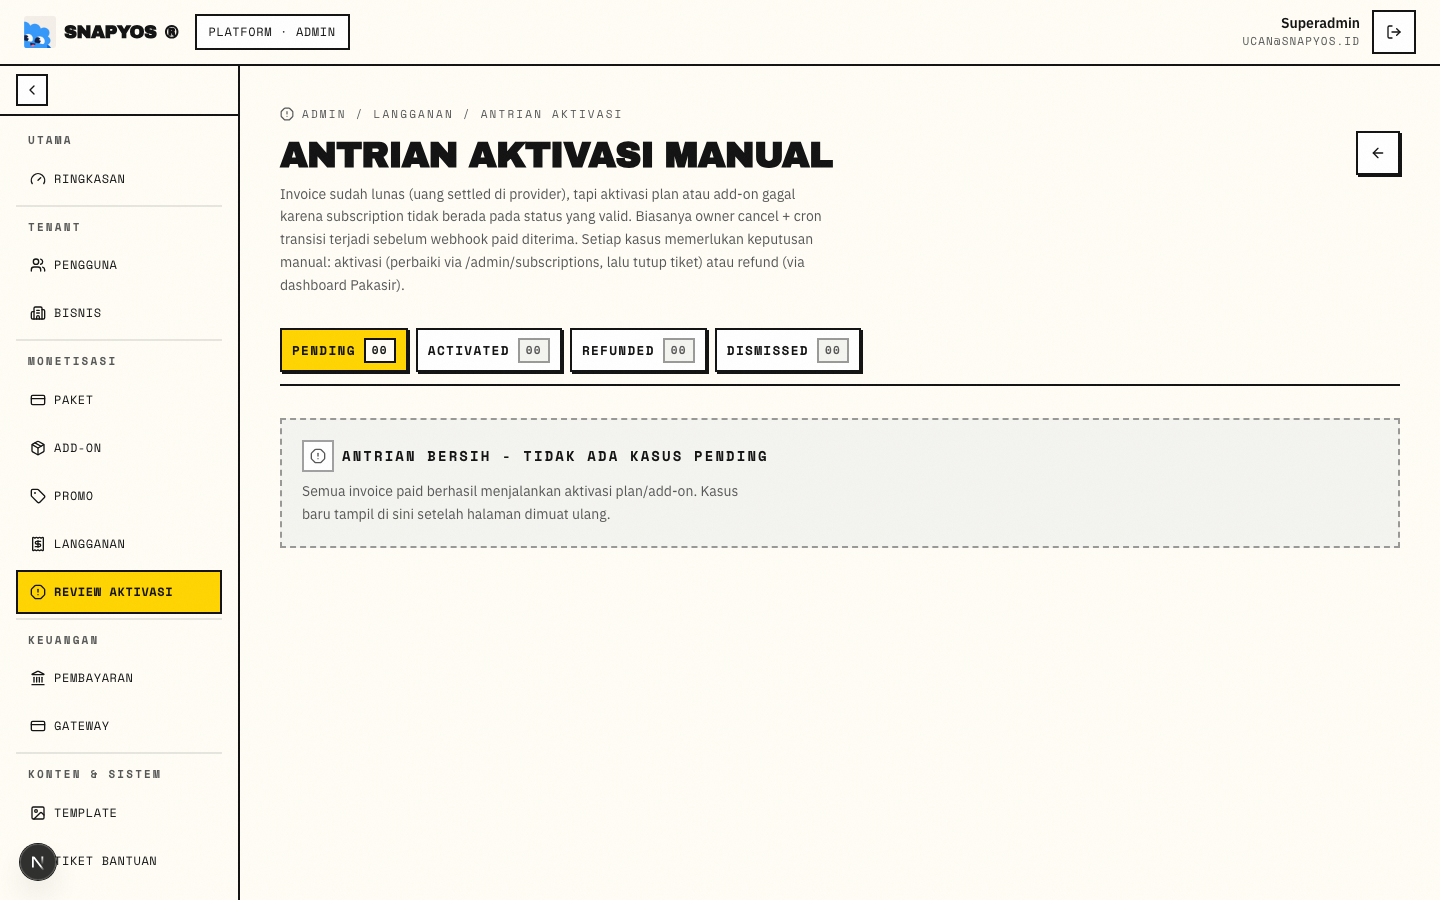 SNAPYOS ®
PLATFORM · ADMIN
Superadmin
UCAN@SNAPYOS.ID
UTAMA
RINGKASAN
TENANT
PENGGUNA
BISNIS
MONETISASI
PAKET
ADD-ON
PROMO
LANGGANAN
REVIEW AKTIVASI
KEUANGAN
PEMBAYARAN
GATEWAY
KONTEN & SISTEM
TEMPLATE
TIKET BANTUAN
N
ADMIN / LANGGANAN / ANTRIAN AKTIVASI
ANTRIAN AKTIVASI MANUAL
Invoice sudah lunas (uang settled di provider), tapi aktivasi plan atau add-on gagal
karena subscription tidak berada pada status yang valid. Biasanya owner cancel + cron
transisi terjadi sebelum webhook paid diterima. Setiap kasus memerlukan keputusan
manual: aktivasi (perbaiki via /admin/subscriptions, lalu tutup tiket) atau refund (via
dashboard Pakasir).
PENDING 00 ACTIVATED 00 REFUNDED 00 DISMISSED 00
ANTRIAN BERSIH - TIDAK ADA KASUS PENDING
Semua invoice paid berhasil menjalankan aktivasi plan/add-on. Kasus
baru tampil di sini setelah halaman dimuat ulang.